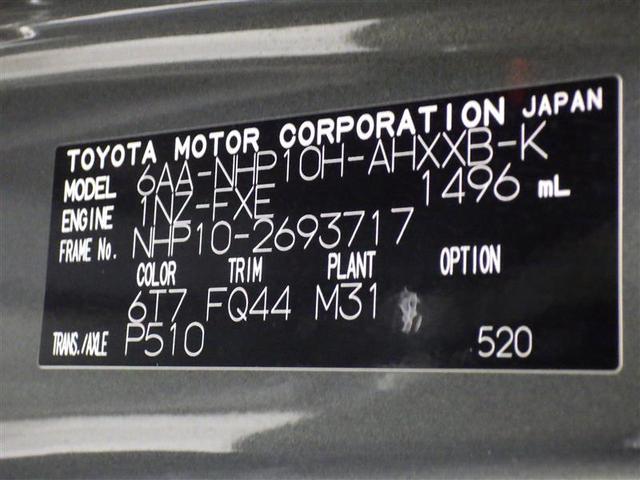 TOYOTA MOTOR CORPORATION JAPAN
MODEL 6AA-NHP10H-AHXXB-K
ENGINE 1NZ-FXE 1496 mL
FRAME No. NHP10-2693717
COLOR TRIM PLANT OPTION
6T7 FQ44 M31
TRANS./AXLE P510 520